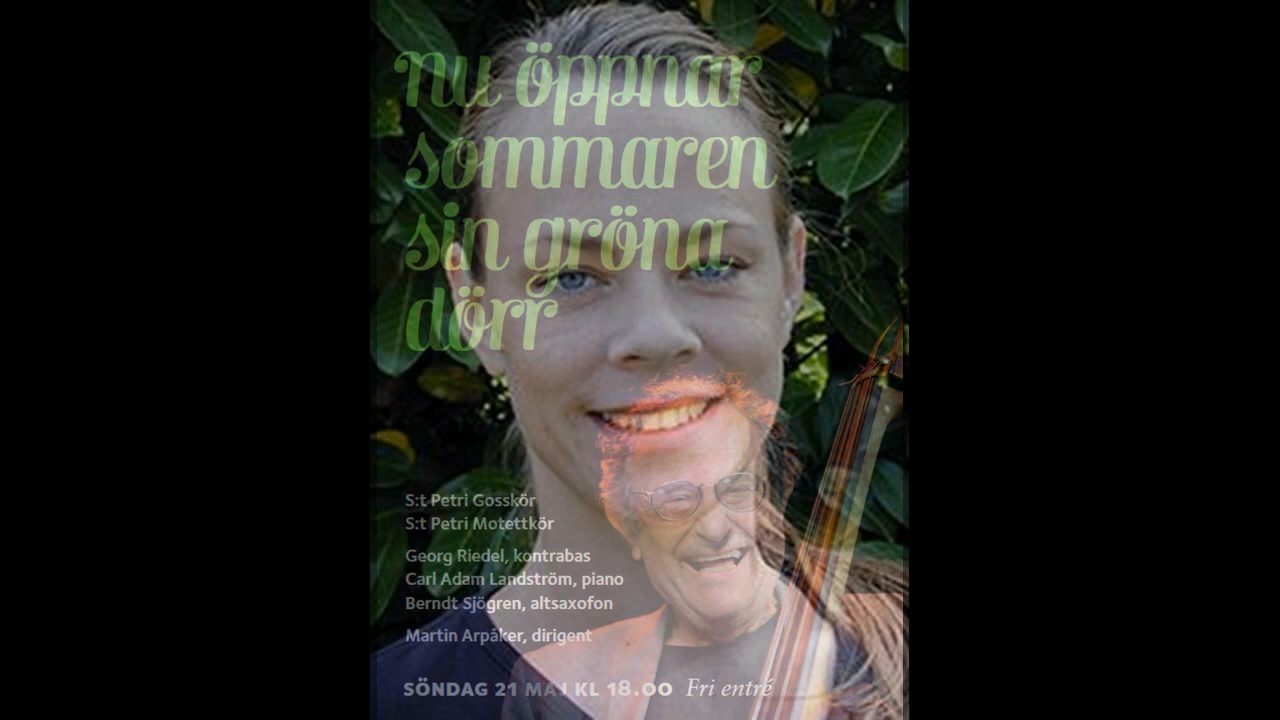 nu öppnar
sommaren
sin gröna
dörr
S:t Petri Gosskör
S:t Petri Motettkör
Georg Riedel, kontrabas
Carl Adam Landström, piano
Berndt Sjögren, altsaxofon
Martin Arpåker, dirigent
SÖNDAG 21 MAJ KL 18.00 Fri entré